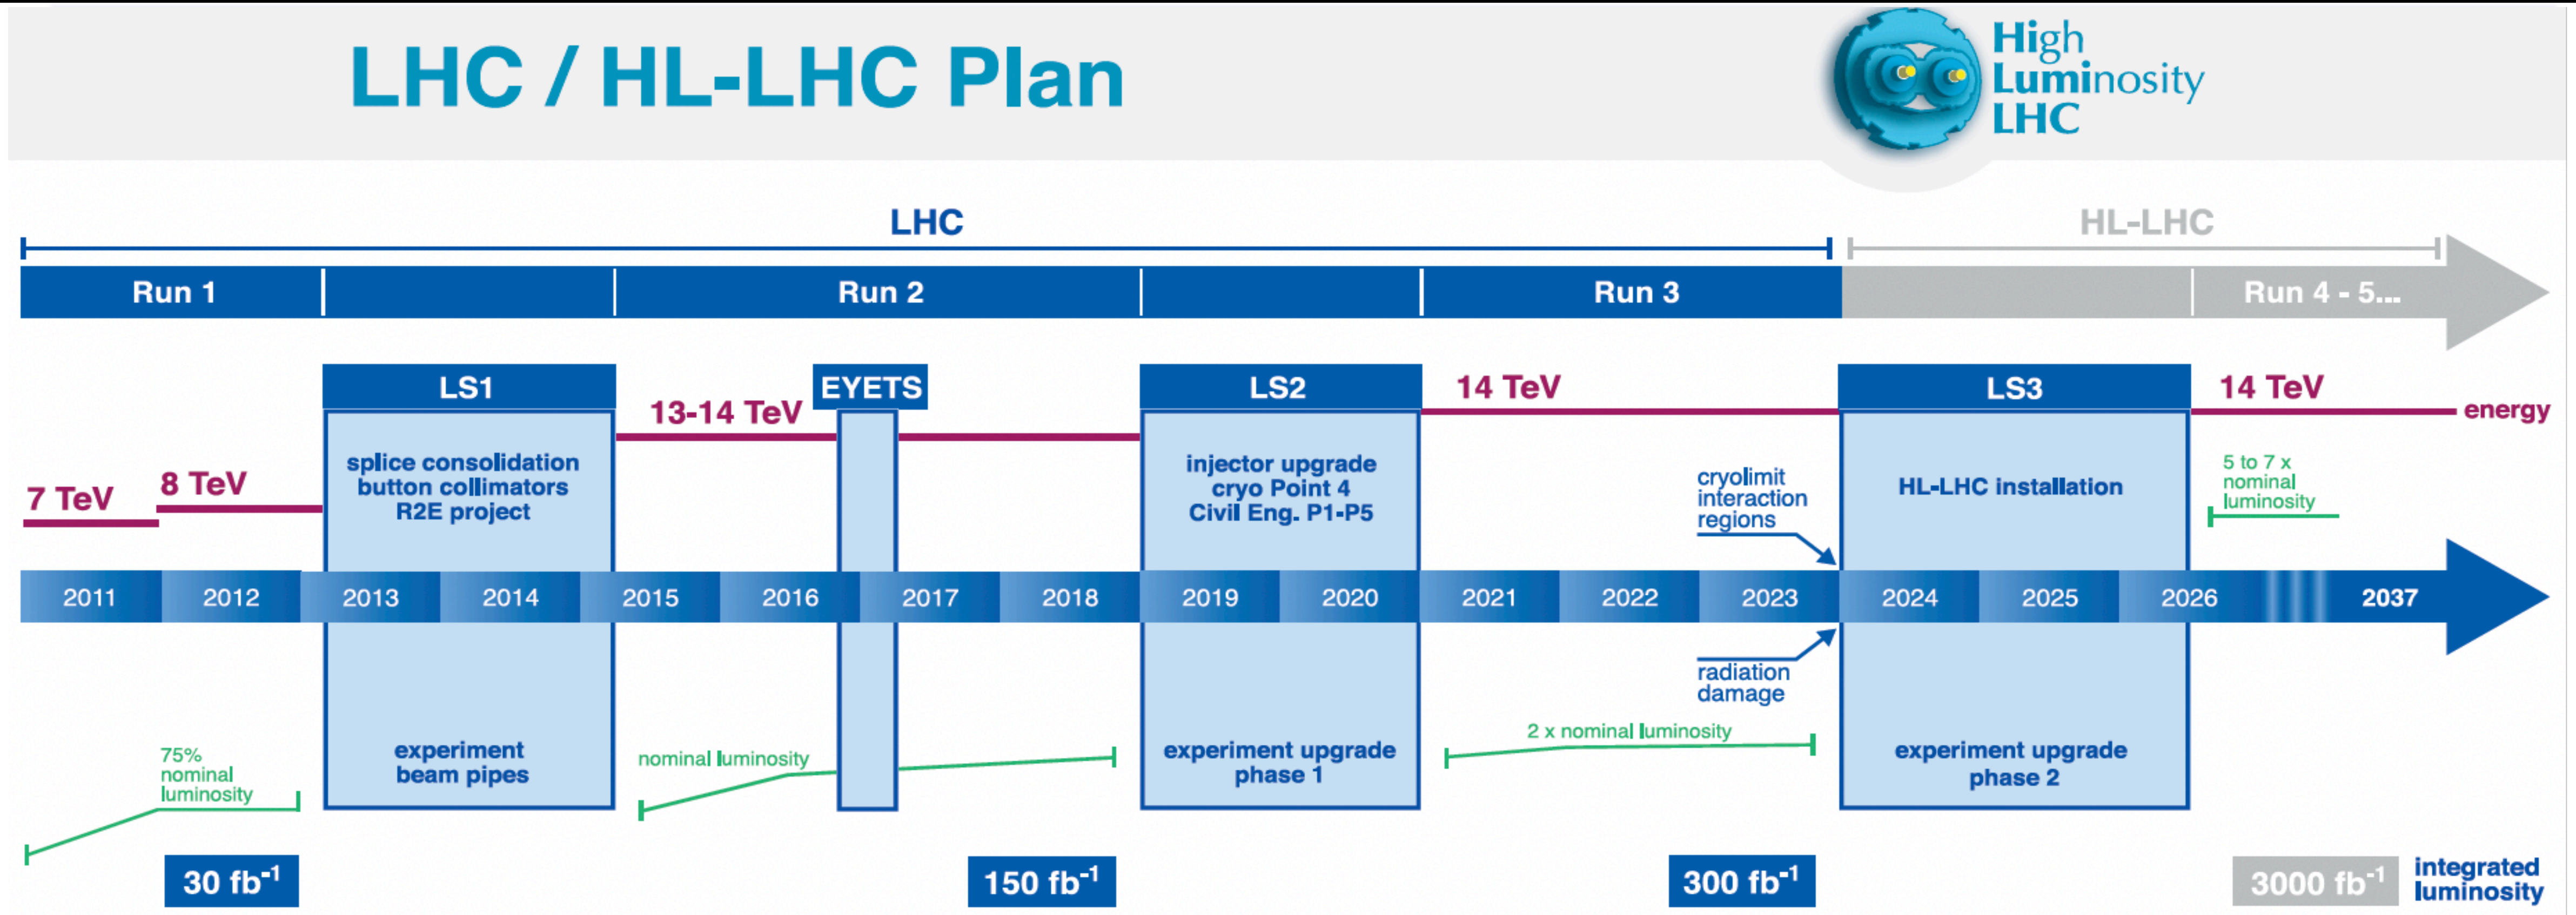 LHC / HL-LHC Plan
High
Luminosity
LHC
LHC
HL-LHC
Run 1
Run 2
Run 3
Run 4 - 5...
LS1
EYETS
LS2
LS3
7 TeV
8 TeV
13-14 TeV
14 TeV
14 TeV
energy
splice consolidation
button collimators
R2E project
injector upgrade
cryo Point 4
Civil Eng. P1-P5
cryolimit
interaction
regions
HL-LHC installation
5 to 7 x
nominal
luminosity
2011
2012
2013
2014
2015
2016
2017
2018
2019
2020
2021
2022
2023
2024
2025
2026
2037
radiation
damage
75%
nominal
luminosity
experiment
beam pipes
nominal luminosity
experiment upgrade
phase 1
2 x nominal luminosity
experiment upgrade
phase 2
30 fb⁻¹
150 fb⁻¹
300 fb⁻¹
3000 fb⁻¹
integrated
luminosity